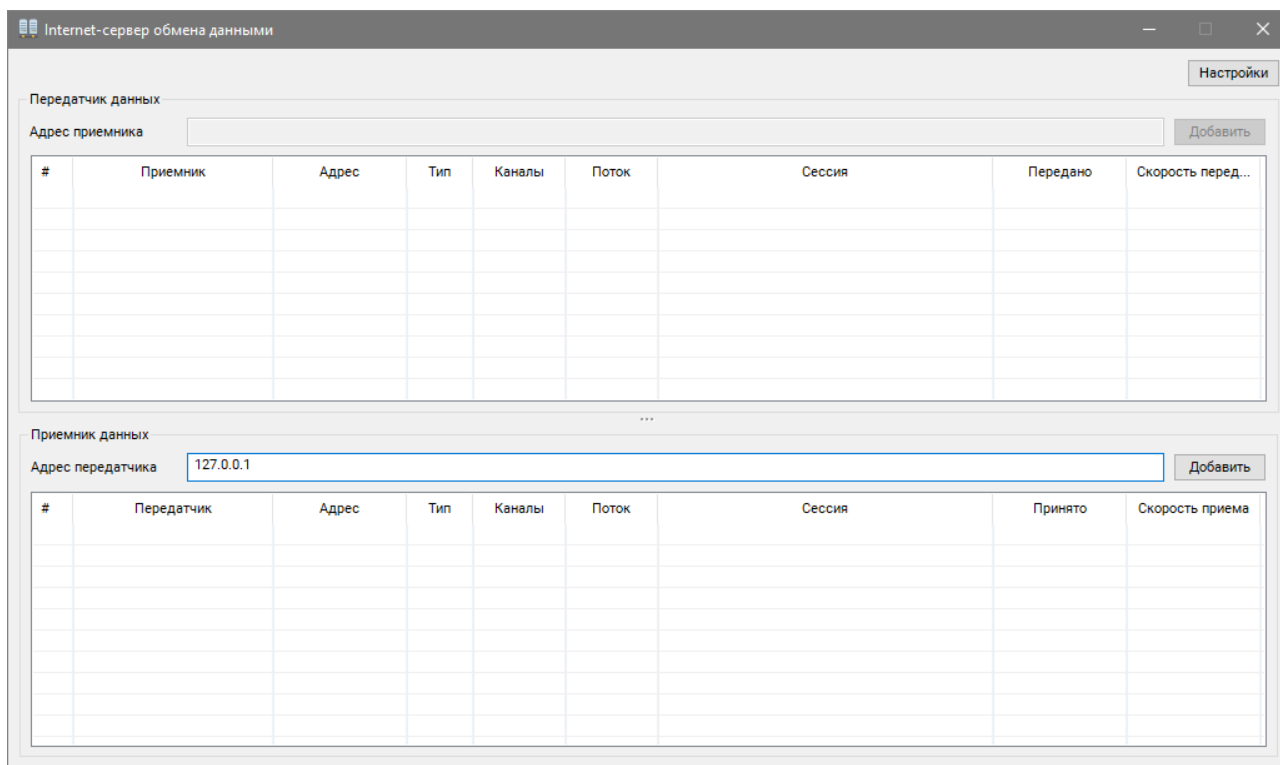 Internet-сервер обмена данными
Настройки
Передатчик данных
Адрес приемника Добавить
# Приемник Адрес Тип Каналы Поток Сессия Передано Скорость перед...
Приемник данных
Адрес передатчика 127.0.0.1 Добавить
# Передатчик Адрес Тип Каналы Поток Сессия Принято Скорость приема